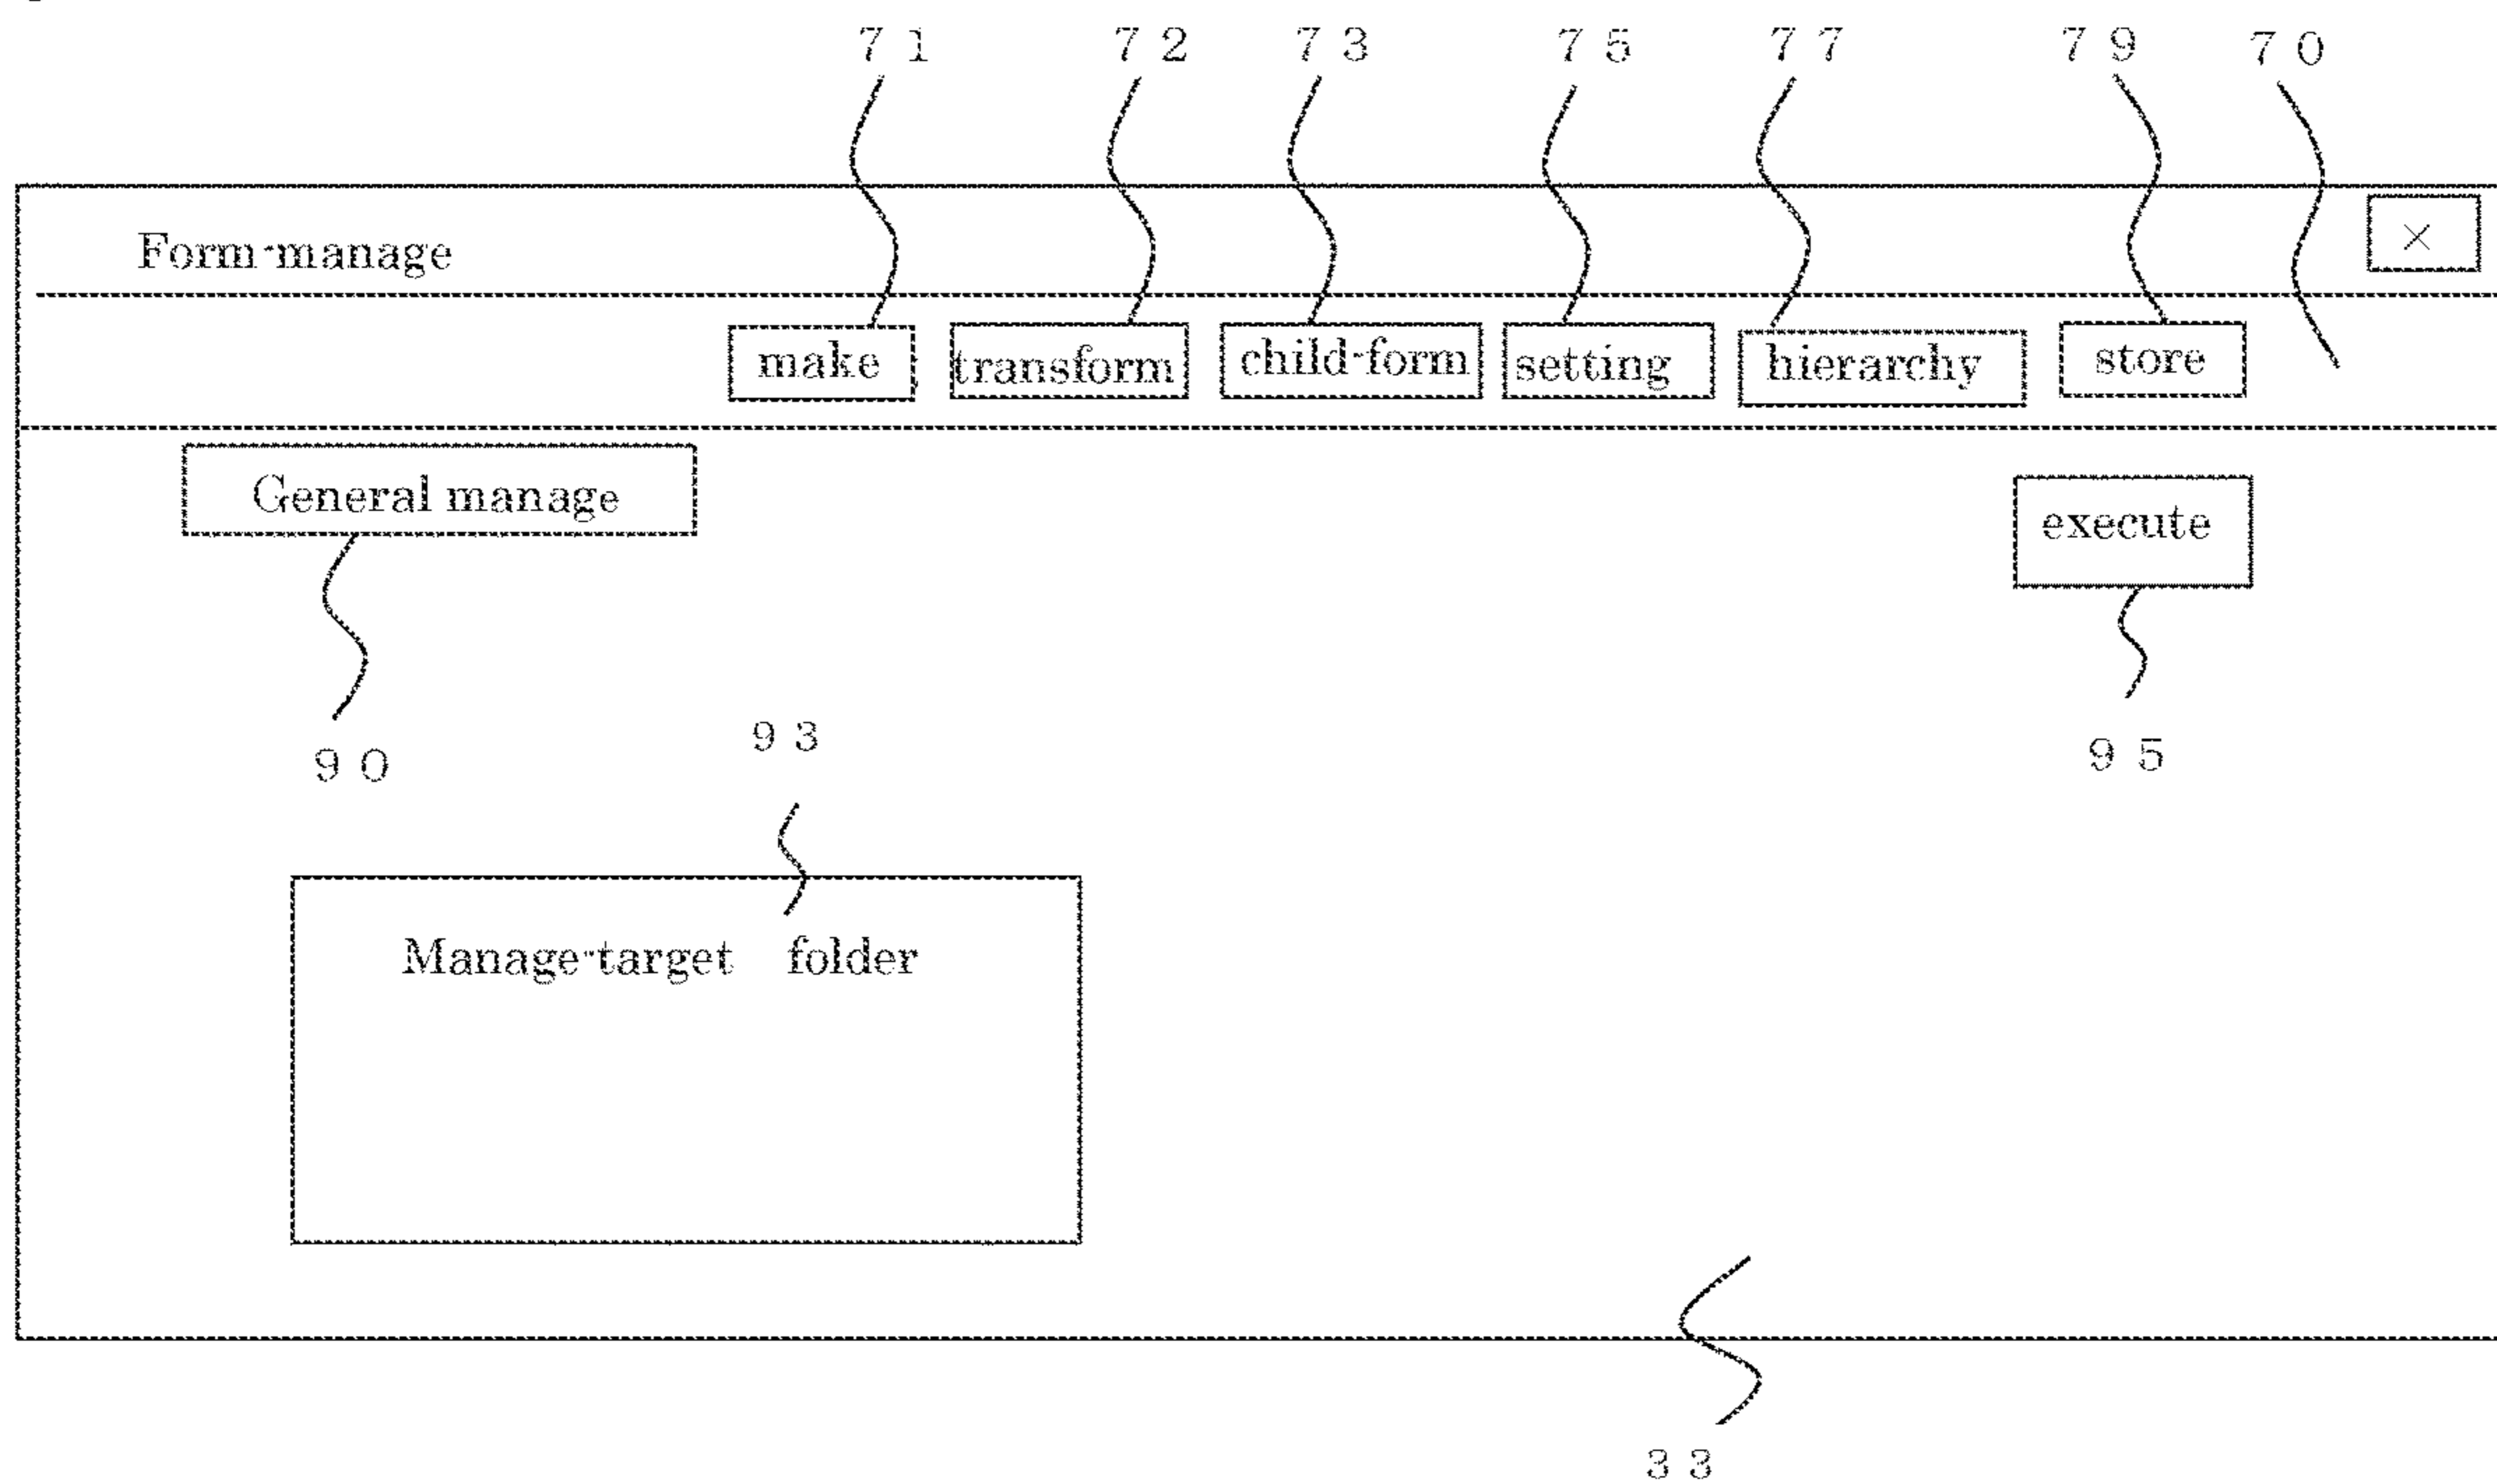 ７１ ７２ ７３ ７５ ７７ ７９ ７０
Form-manage ×
make transform child-form setting hierarchy store
General manage
execute
９０ ９３ ９５
Manage-target folder
３３